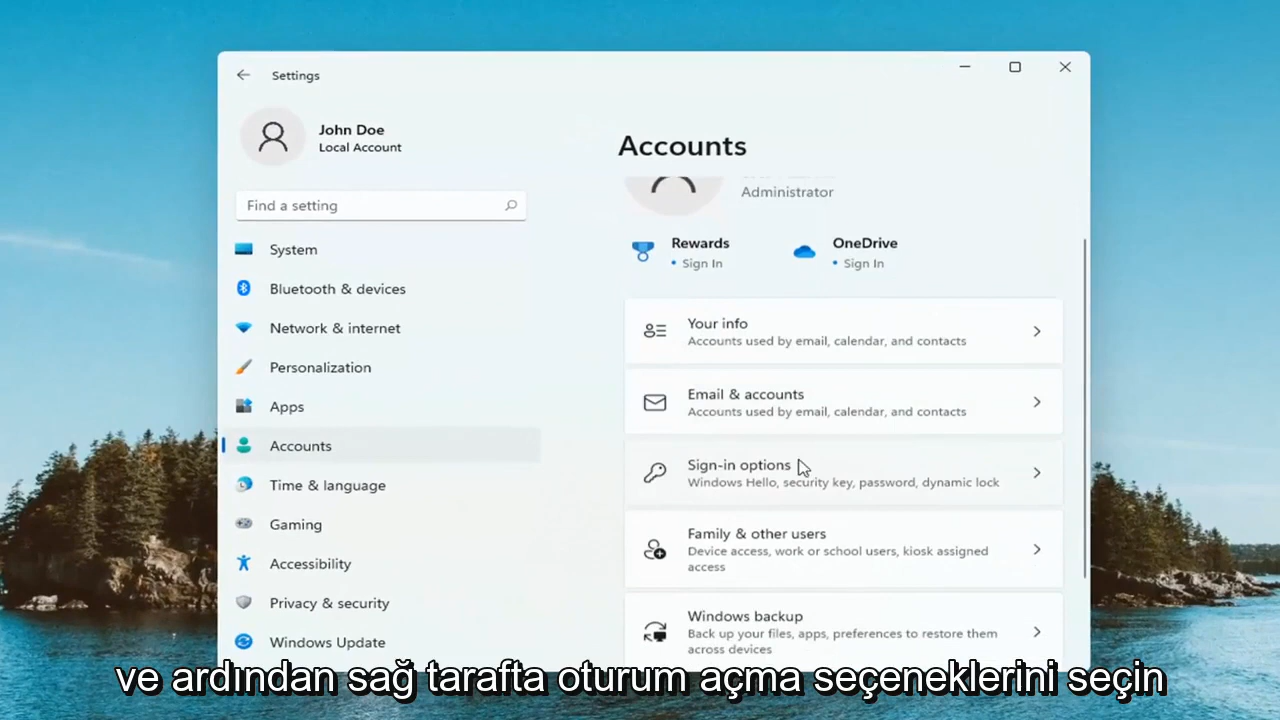 Settings
John Doe
Local Account
Find a setting
System
Bluetooth & devices
Network & internet
Personalization
Apps
Accounts
Time & language
Gaming
Accessibility
Privacy & security
Windows Update
Accounts
Administrator
Rewards
• Sign In
OneDrive
• Sign In
Your info
Accounts used by email, calendar, and contacts
Email & accounts
Accounts used by email, calendar, and contacts
Sign-in options
Windows Hello, security key, password, dynamic lock
Family & other users
Device access, work or school users, kiosk assigned
access
Windows backup
Back up your files, apps, preferences to restore them
across devices
ve ardından sağ tarafta oturum açma seçeneklerini seçin